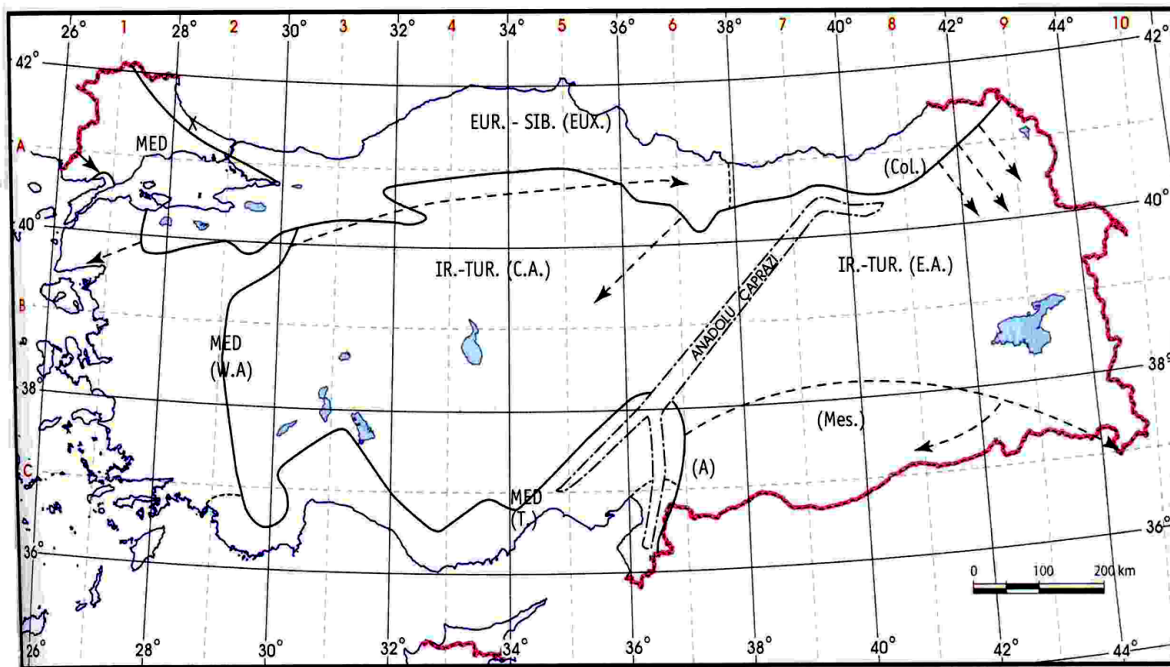 26° 1 28° 2 30° 3 32° 4 34° 5 36° 6 38° 7 40° 8 42° 9 44° 10
42° 42°
EUR. - SIB. (EUX.)
X
MED
A
(Col.)
40° 40°
IR.-TUR. (C.A.)
IR.-TUR. (E.A.)
ANADOLU ÇAPRAZI
B
MED
(W.A)
38° 38°
(Mes.)
C
(A)
MED
(T.)
36° 36°
0 100 200 km
26° 28° 30° 32° 34° 36° 38° 40° 42° 44°